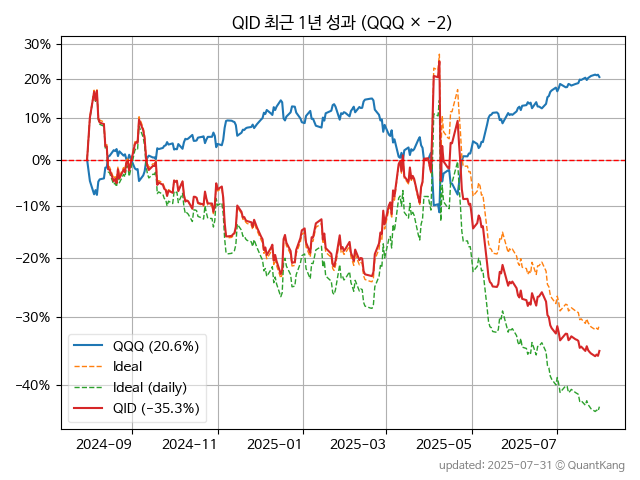 QID 최근 1년 성과 (QQQ × −2)
30%
20%
10%
0%
−10%
−20%
−30%
−40%
QQQ (20.6%)
Ideal
Ideal (daily)
QID (−35.3%)
2024-09 2024-11 2025-01 2025-03 2025-05 2025-07
updated: 2025-07-31 © QuantKang